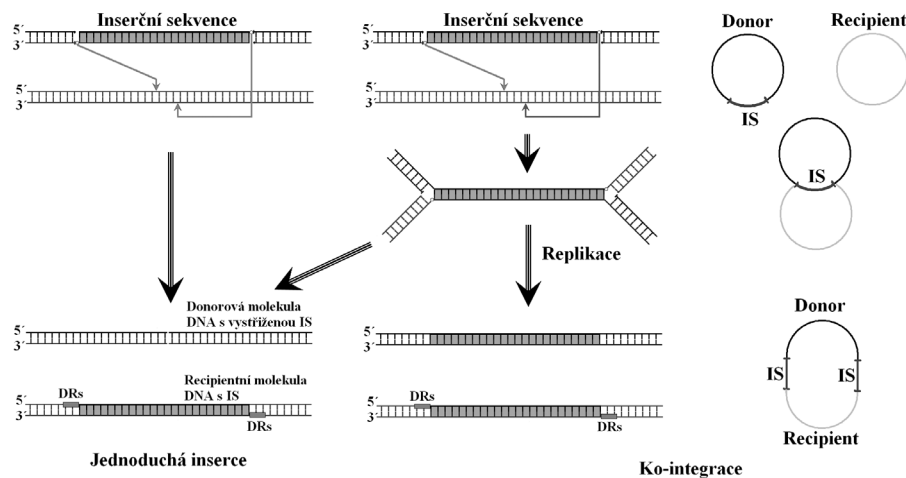 Inserční sekvence
5´
3´
5´
3´
Inserční sekvence
5´
3´
5´
3´
Donor
Recipient
IS
IS
Replikace
Donorová molekula
DNA s vystřiženou IS
5´
3´
5´
3´
Recipientní molekula
DNA s IS
DRs
5´
3´
DRs
DRs
5´
3´
DRs
Donor
IS
IS
Recipient
Jednoduchá inserce
Ko-integrace